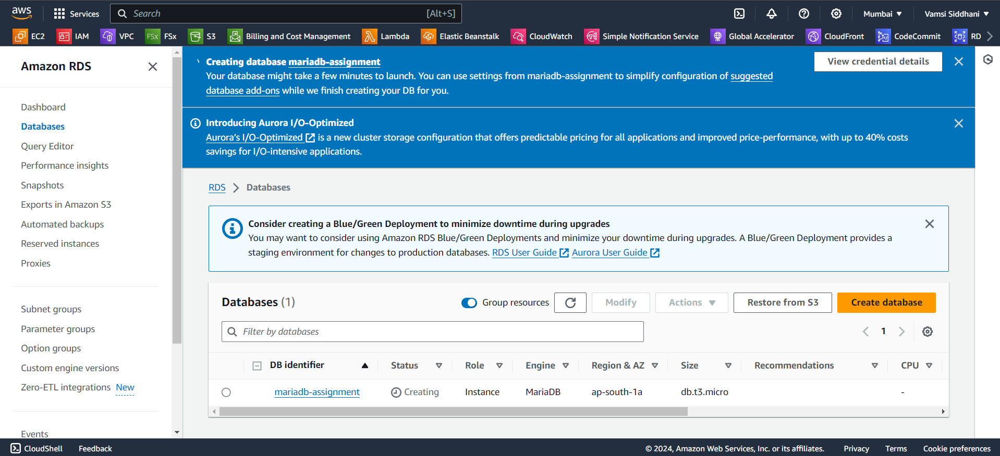 aws
Services
Search [Alt+S]
Mumbai
Vamsi Siddhani
EC2 IAM VPC FSx FSx S3 Billing and Cost Management Lambda Elastic Beanstalk CloudWatch Simple Notification Service Global Accelerator CloudFront CodeCommit RD
Amazon RDS
Dashboard
Databases
Query Editor
Performance insights
Snapshots
Exports in Amazon S3
Automated backups
Reserved instances
Proxies
Subnet groups
Parameter groups
Option groups
Custom engine versions
Zero-ETL integrations New
Events
Creating database mariadb-assignment
View credential details
Your database might take a few minutes to launch. You can use settings from mariadb-assignment to simplify configuration of suggested
database add-ons while we finish creating your DB for you.
Introducing Aurora I/O-Optimized
Aurora's I/O-Optimized is a new cluster storage configuration that offers predictable pricing for all applications and improved price-performance, with up to 40% costs
savings for I/O-intensive applications.
RDS Databases
Consider creating a Blue/Green Deployment to minimize downtime during upgrades
You may want to consider using Amazon RDS Blue/Green Deployments and minimize your downtime during upgrades. A Blue/Green Deployment provides a
staging environment for changes to production databases. RDS User Guide Aurora User Guide
Databases (1)
Group resources
Modify
Actions
Restore from S3
Create database
Filter by databases
1
DB identifier Status Role Engine Region & AZ Size Recommendations CPU
mariadb-assignment Creating Instance MariaDB ap-south-1a db.t3.micro -
CloudShell Feedback © 2024, Amazon Web Services, Inc. or its affiliates. Privacy Terms Cookie preferences